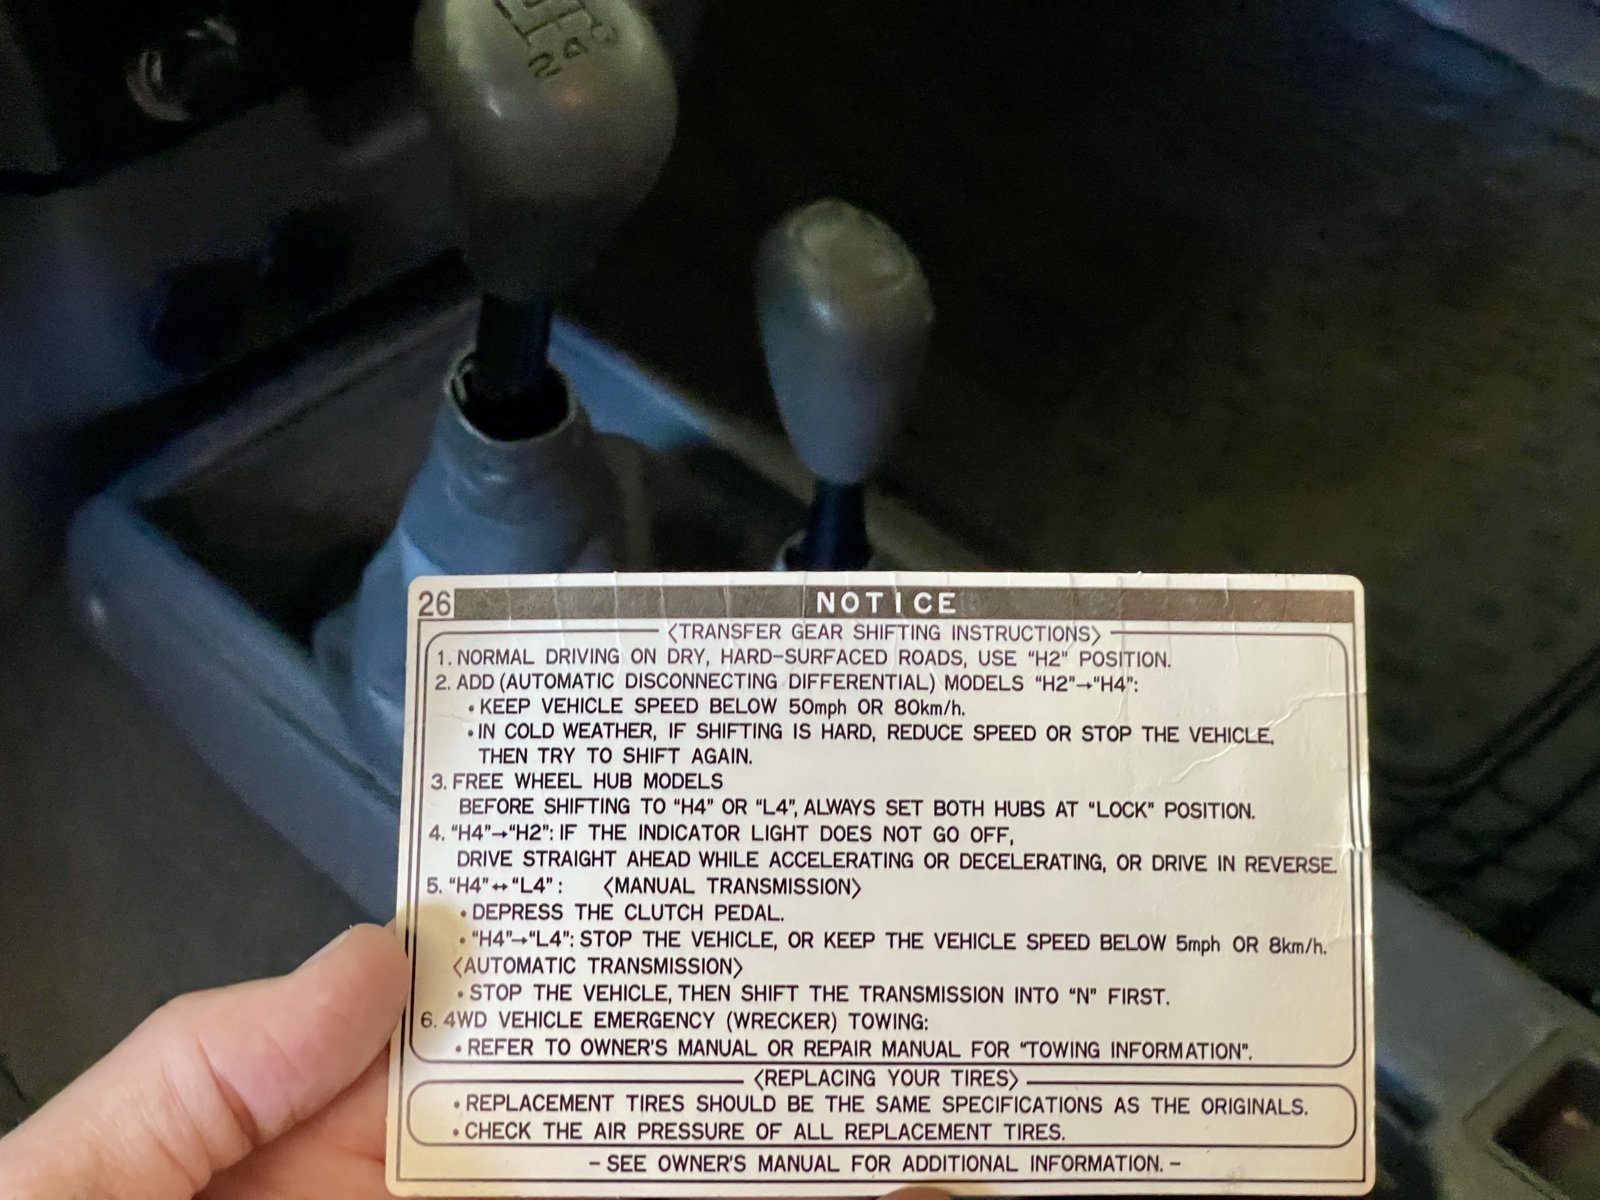 2 4
26 NOTICE
<TRANSFER GEAR SHIFTING INSTRUCTIONS>
1. NORMAL DRIVING ON DRY, HARD-SURFACED ROADS, USE "H2" POSITION.
2. ADD (AUTOMATIC DISCONNECTING DIFFERENTIAL) MODELS "H2"→"H4":
• KEEP VEHICLE SPEED BELOW 50mph OR 80km/h.
• IN COLD WEATHER, IF SHIFTING IS HARD, REDUCE SPEED OR STOP THE VEHICLE,
THEN TRY TO SHIFT AGAIN.
3. FREE WHEEL HUB MODELS
BEFORE SHIFTING TO "H4" OR "L4", ALWAYS SET BOTH HUBS AT "LOCK" POSITION.
4. "H4"→"H2": IF THE INDICATOR LIGHT DOES NOT GO OFF,
DRIVE STRAIGHT AHEAD WHILE ACCELERATING OR DECELERATING, OR DRIVE IN REVERSE.
5. "H4"↔"L4": <MANUAL TRANSMISSION>
• DEPRESS THE CLUTCH PEDAL.
• "H4"→"L4": STOP THE VEHICLE, OR KEEP THE VEHICLE SPEED BELOW 5mph OR 8km/h.
<AUTOMATIC TRANSMISSION>
• STOP THE VEHICLE, THEN SHIFT THE TRANSMISSION INTO "N" FIRST.
6. 4WD VEHICLE EMERGENCY (WRECKER) TOWING:
• REFER TO OWNER'S MANUAL OR REPAIR MANUAL FOR "TOWING INFORMATION".
<REPLACING YOUR TIRES>
• REPLACEMENT TIRES SHOULD BE THE SAME SPECIFICATIONS AS THE ORIGINALS.
• CHECK THE AIR PRESSURE OF ALL REPLACEMENT TIRES.
– SEE OWNER'S MANUAL FOR ADDITIONAL INFORMATION. –